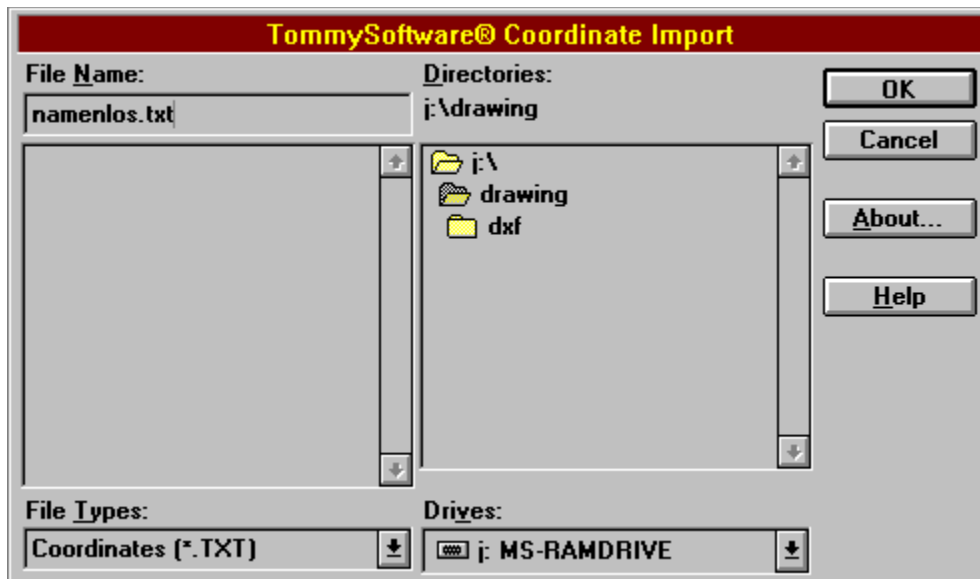 TommySoftware® Coordinate Import
File Name:
namenlos.txt
Directories:
j:\drawing
j:\
drawing
dxf
OK
Cancel
About...
Help
File Types:
Coordinates (*.TXT)
Drives:
j: MS-RAMDRIVE